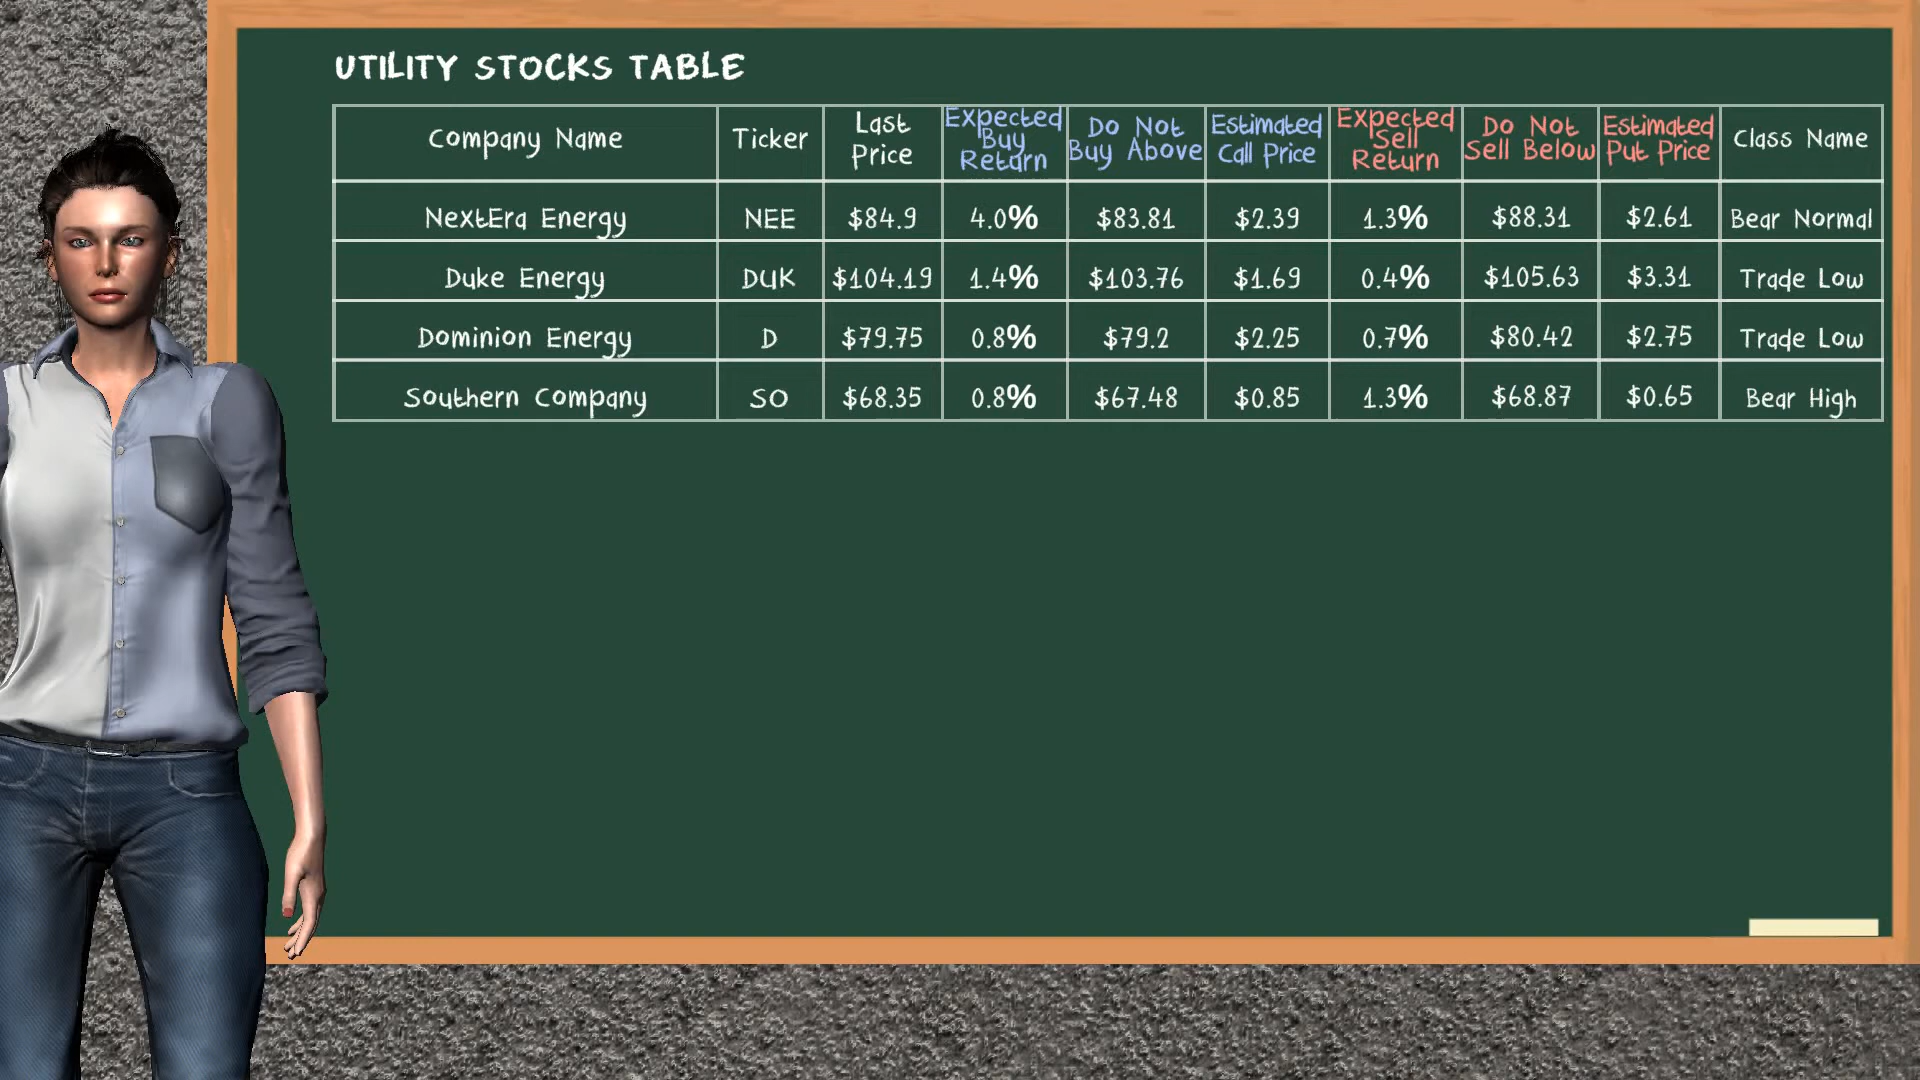 UTILITY STOCKS TABLE
Company Name Ticker Last Price Expected Buy Return Do Not Buy Above Estimated Call Price Expected Sell Return Do Not Sell Below Estimated Put Price Class Name
NextEra Energy NEE $84.9 4.0% $83.81 $2.39 1.3% $88.31 $2.61 Bear Normal
Duke Energy DUK $104.19 1.4% $103.76 $1.69 0.4% $105.63 $3.31 Trade Low
Dominion Energy D $79.75 0.8% $79.2 $2.25 0.7% $80.42 $2.75 Trade Low
Southern Company SO $68.35 0.8% $67.48 $0.85 1.3% $68.87 $0.65 Bear High